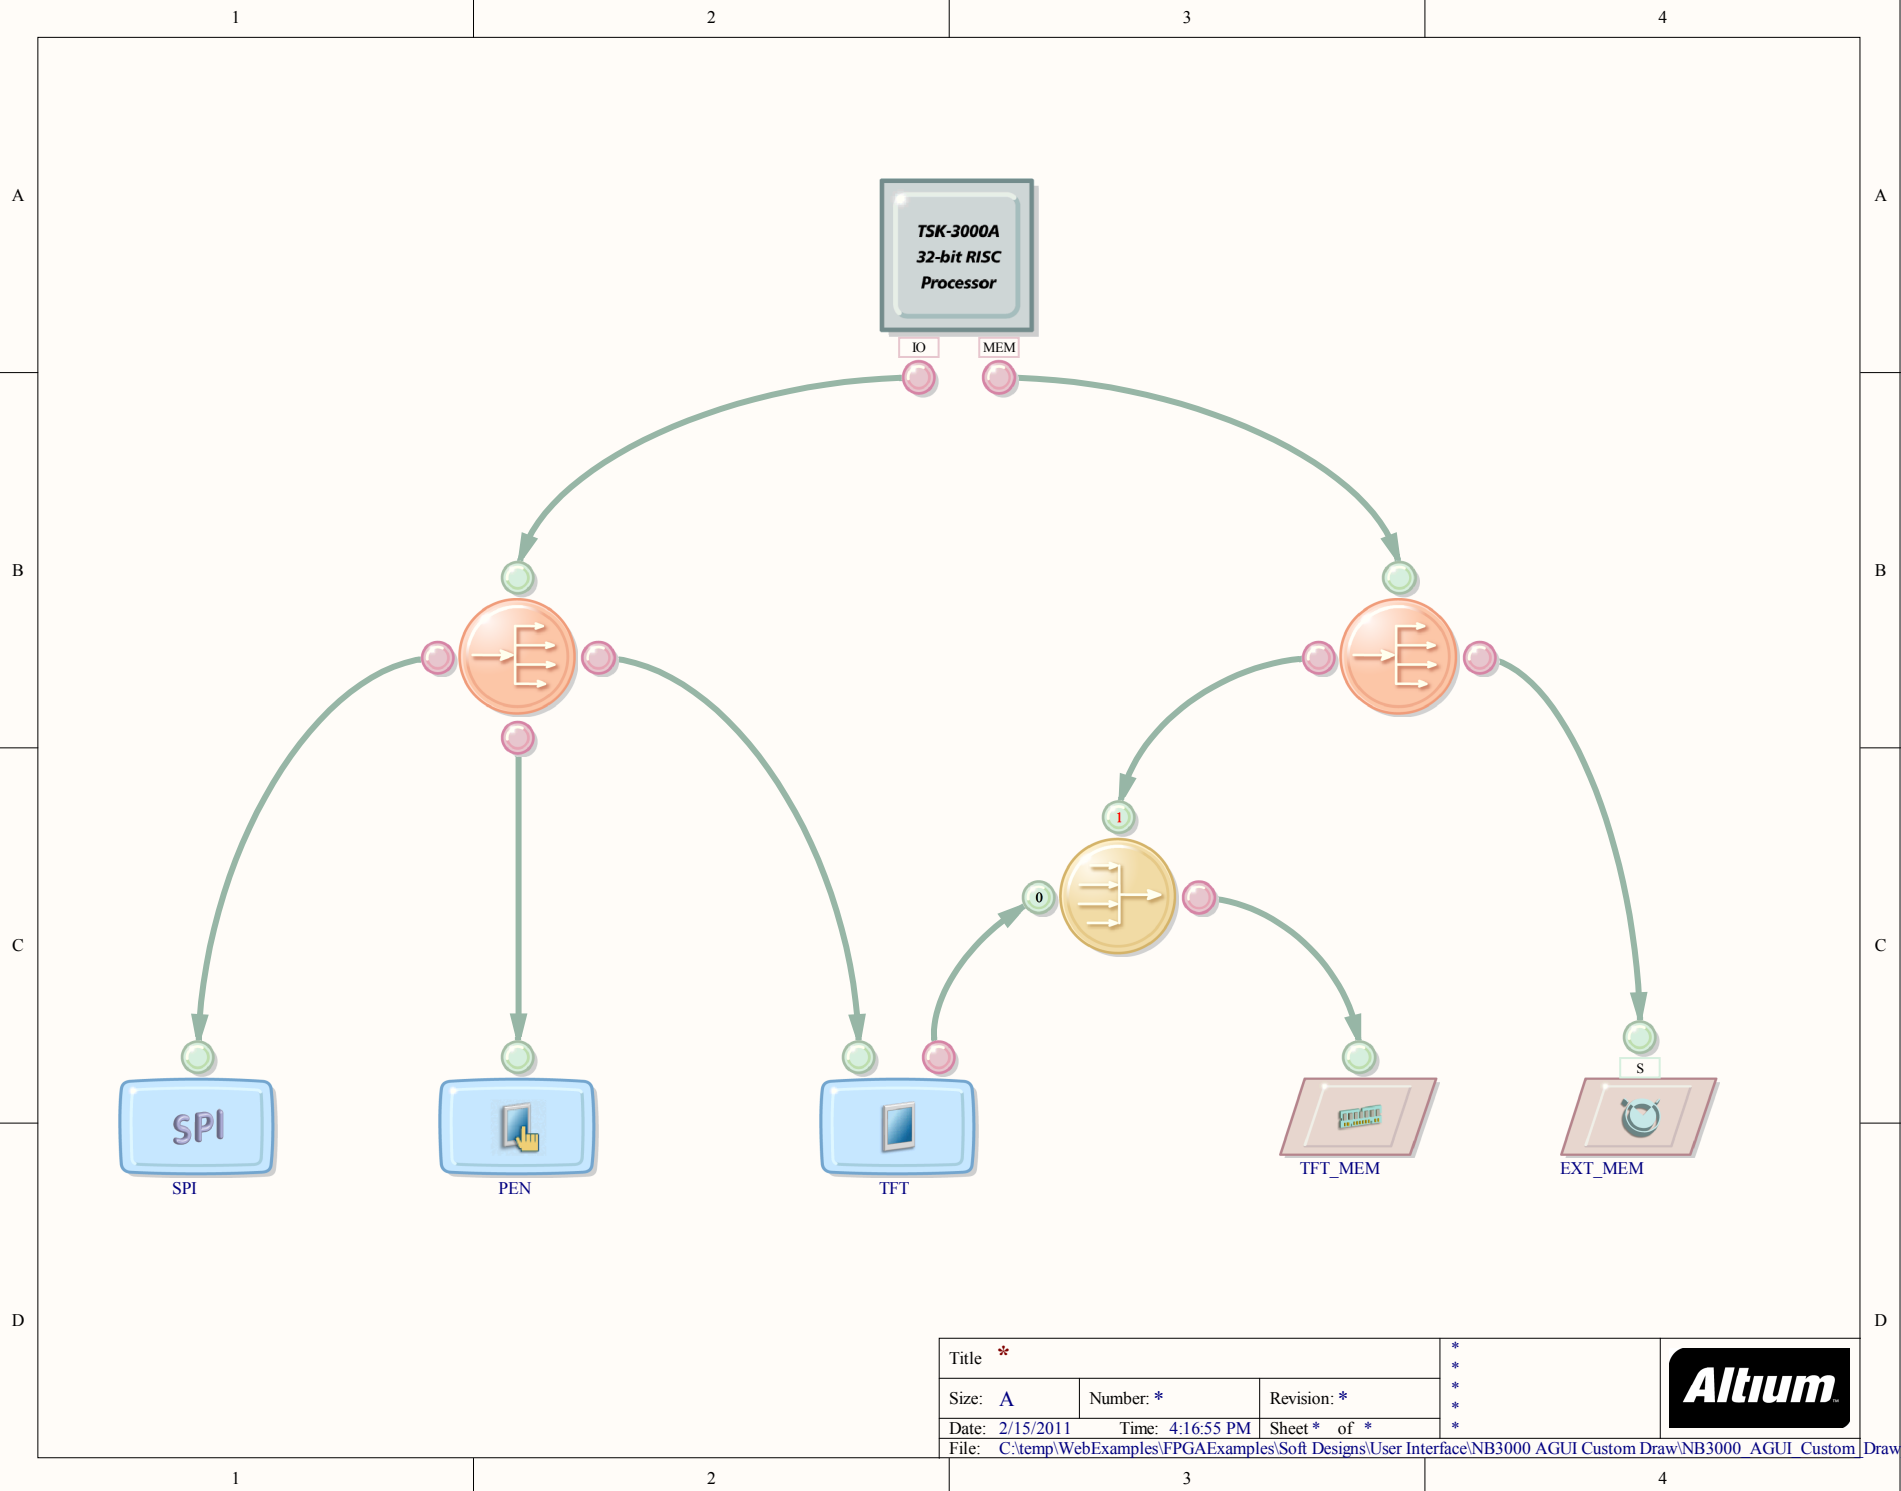 1 2 3 4
A A
TSK-3000A
32-bit RISC
Processor
IO MEM
B B
1
0
C C
S
SPI
TFT_MEM EXT_MEM
SPI PEN TFT
D D
Title *
*
*
*
*
*
Size: A Number: * Revision: *
Altium
Date: 2/15/2011 Time: 4:16:55 PM Sheet * of *
File: C:\temp\WebExamples\FPGAExamples\Soft Designs\User Interface\NB3000 AGUI Custom Draw\NB3000_AGUI_Custom_Draw
1 2 3 4